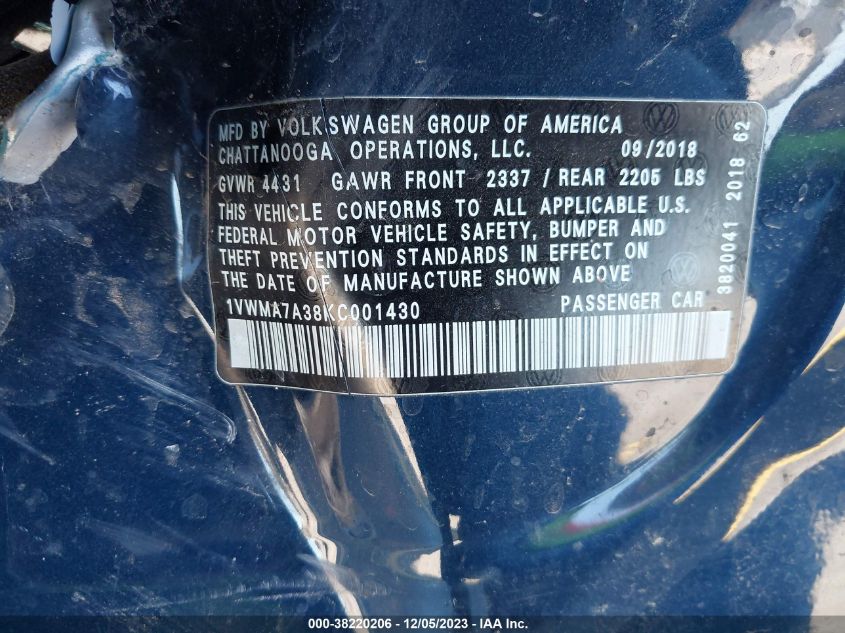 MFD BY VOLKSWAGEN GROUP OF AMERICA
CHATTANOOGA OPERATIONS, LLC. 09/2018
GVWR 4431 GAWR FRONT 2337 / REAR 2205 LBS
THIS VEHICLE CONFORMS TO ALL APPLICABLE U.S.
FEDERAL MOTOR VEHICLE SAFETY, BUMPER AND
THEFT PREVENTION STANDARDS IN EFFECT ON
THE DATE OF MANUFACTURE SHOWN ABOVE
1VWMA7A38KC001430 PASSENGER CAR
3820041 2018 62
000-38220206 - 12/05/2023 - IAA Inc.